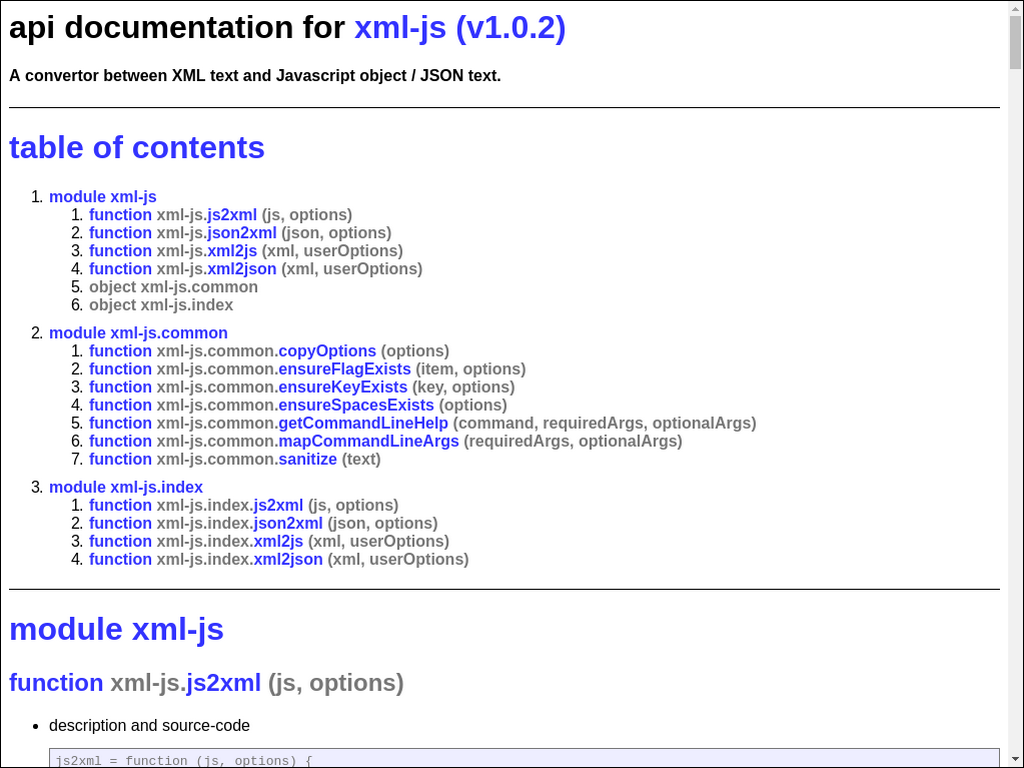 api documentation for xml-js (v1.0.2)
A convertor between XML text and Javascript object / JSON text.
table of contents
1. module xml-js
1. function xml-js.js2xml (js, options)
2. function xml-js.json2xml (json, options)
3. function xml-js.xml2js (xml, userOptions)
4. function xml-js.xml2json (xml, userOptions)
5. object xml-js.common
6. object xml-js.index
2. module xml-js.common
1. function xml-js.common.copyOptions (options)
2. function xml-js.common.ensureFlagExists (item, options)
3. function xml-js.common.ensureKeyExists (key, options)
4. function xml-js.common.ensureSpacesExists (options)
5. function xml-js.common.getCommandLineHelp (command, requiredArgs, optionalArgs)
6. function xml-js.common.mapCommandLineArgs (requiredArgs, optionalArgs)
7. function xml-js.common.sanitize (text)
3. module xml-js.index
1. function xml-js.index.js2xml (js, options)
2. function xml-js.index.json2xml (json, options)
3. function xml-js.index.xml2js (xml, userOptions)
4. function xml-js.index.xml2json (xml, userOptions)
module xml-js
function xml-js.js2xml (js, options)
• description and source-code
js2xml = function (js, options) {